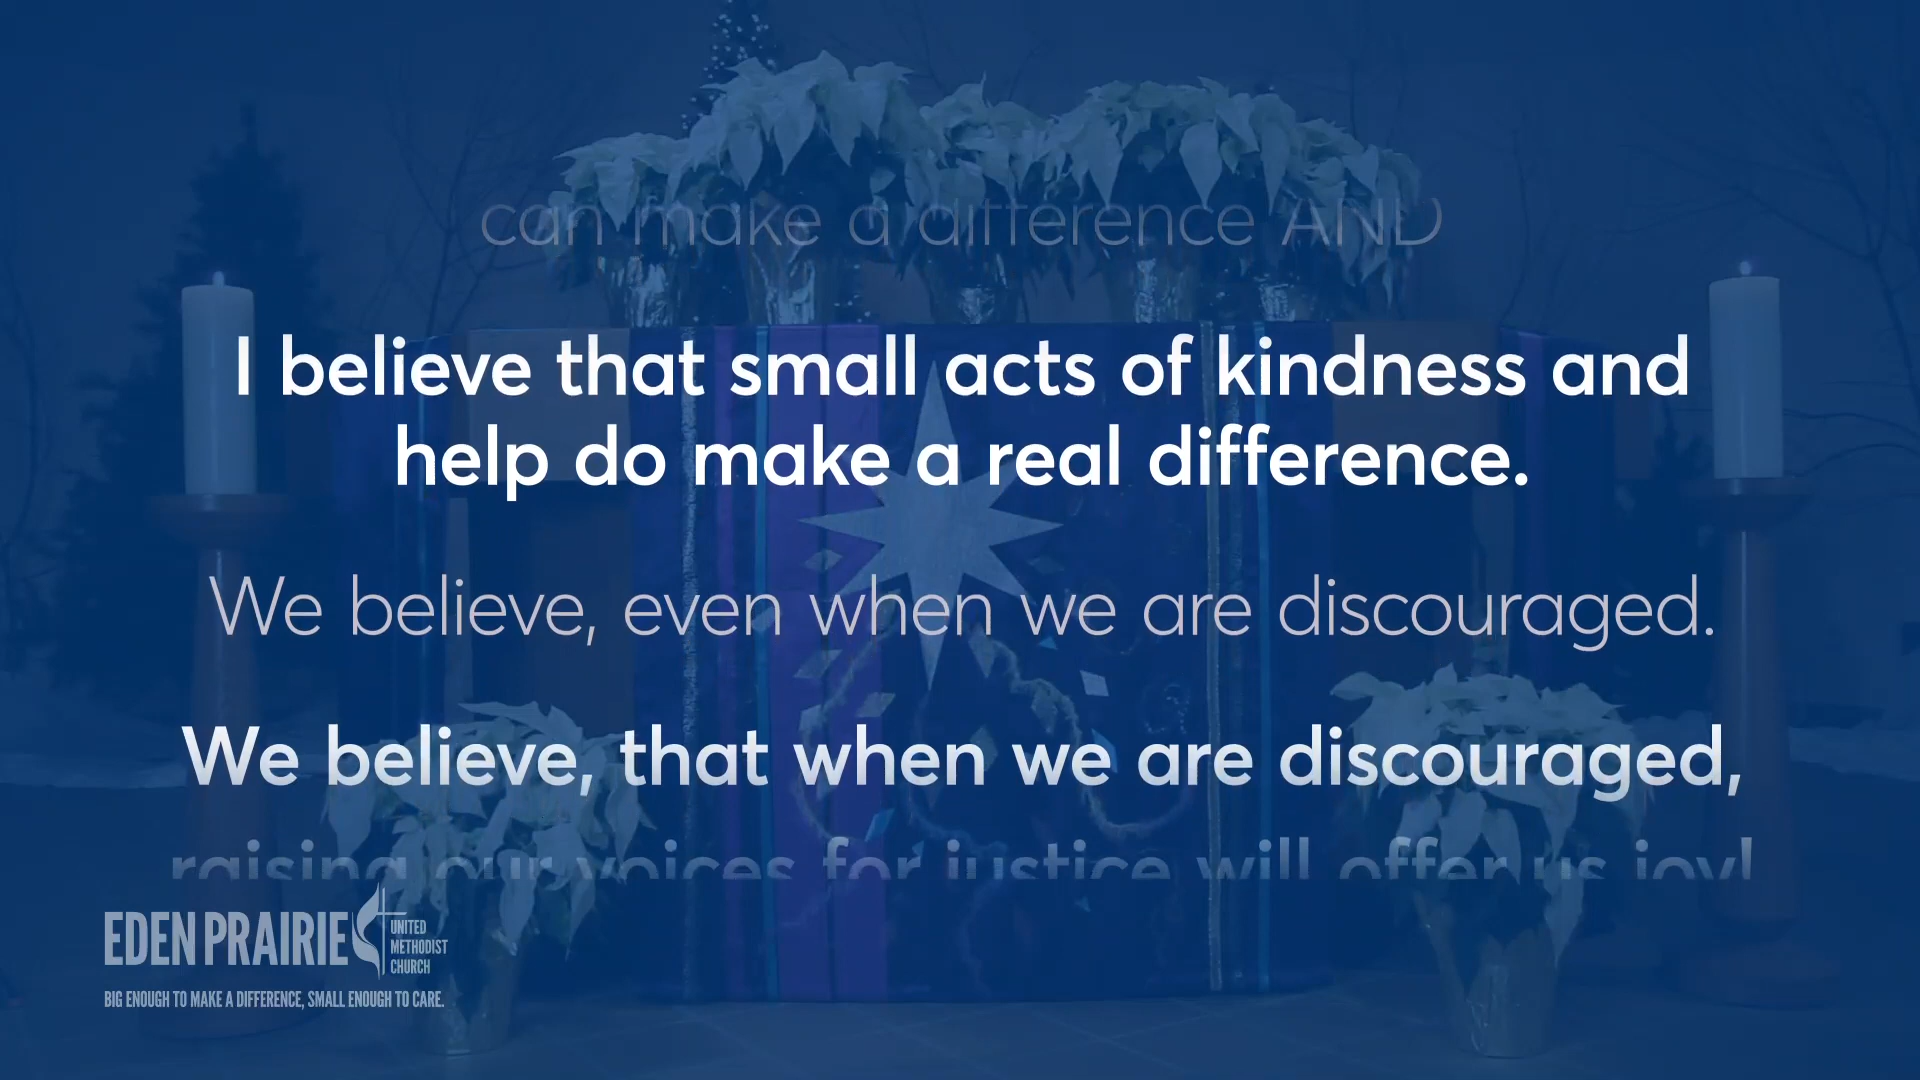 can make a difference AND
I believe that small acts of kindness and
help do make a real difference.
We believe, even when we are discouraged.
We believe, that when we are discouraged,
raising our voices for justice will offer us joy!
EDEN PRAIRIE
UNITED
METHODIST
CHURCH
BIG ENOUGH TO MAKE A DIFFERENCE, SMALL ENOUGH TO CARE.